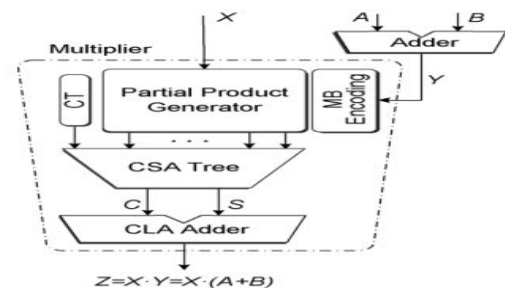 X
A
B
Adder
Multiplier
Y
CT
Partial Product
Generator
MB
Encoding
. . .
CSA Tree
C
S
CLA Adder
Z=X·Y=X·(A+B)